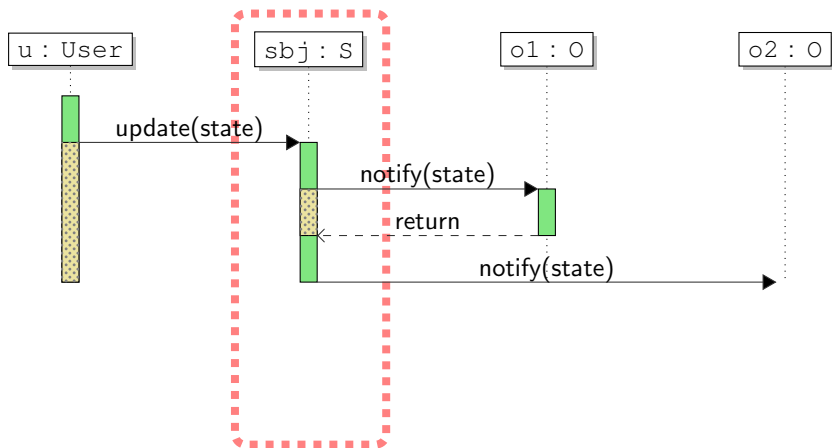 u : User
sbj : S
o1 : O
o2 : O
update(state)
notify(state)
return
notify(state)